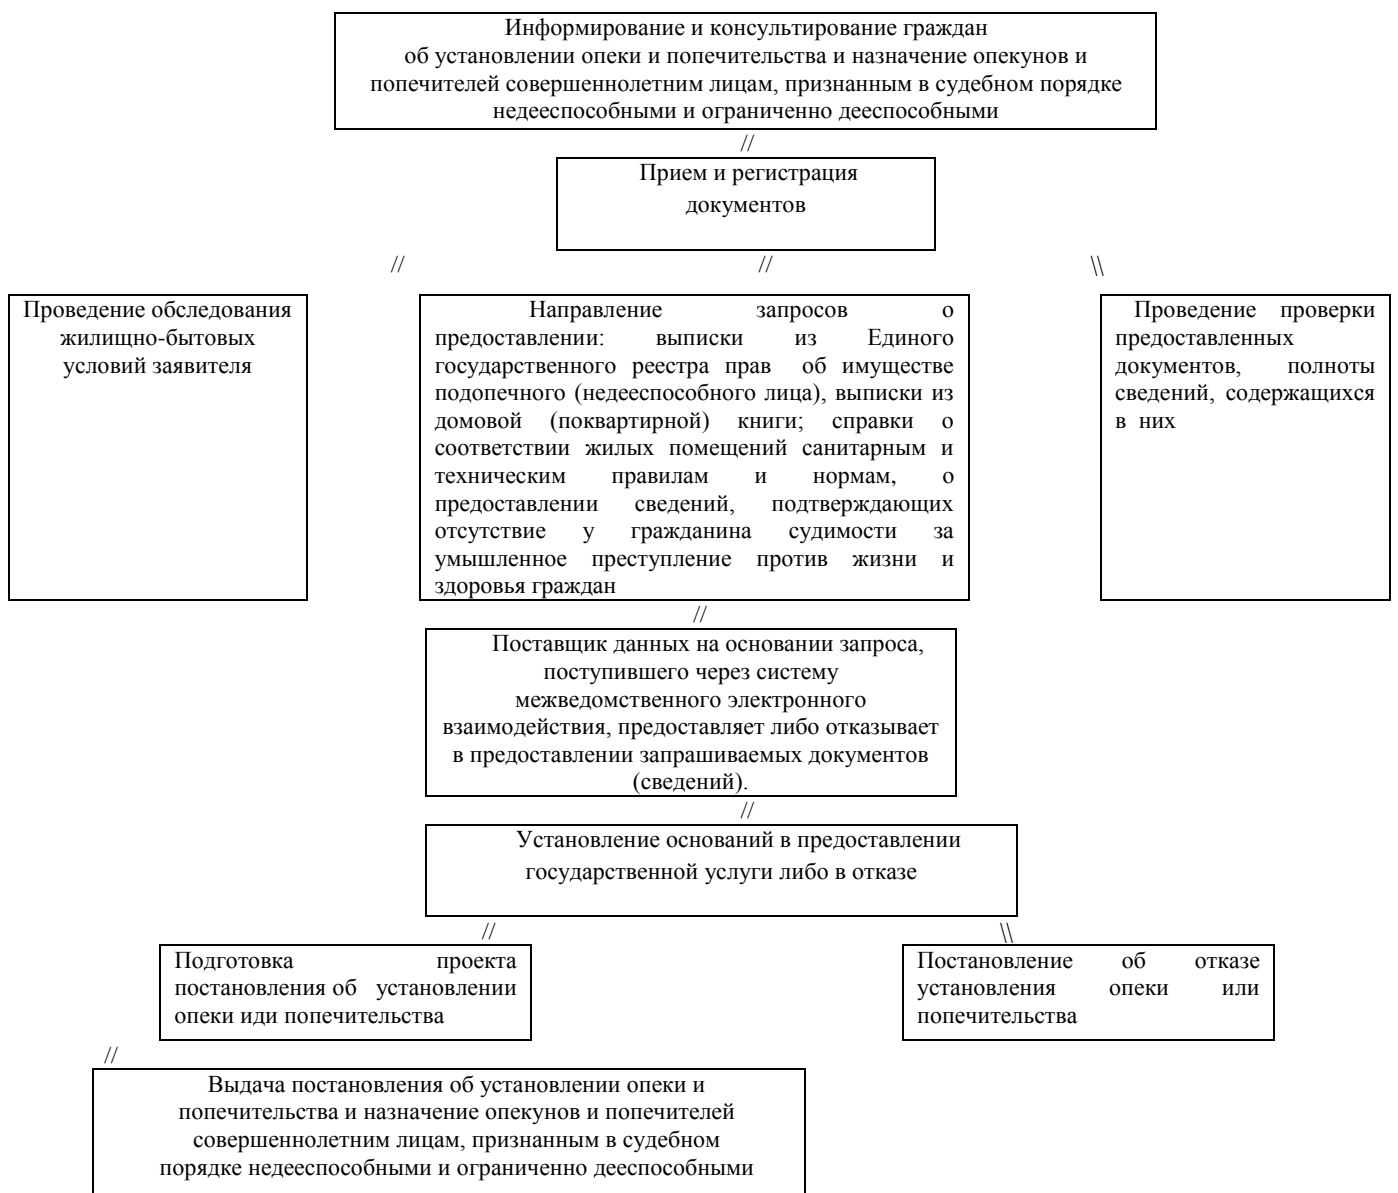 Информирование и консультирование граждан
об установлении опеки и попечительства и назначение опекунов и
попечителей совершеннолетним лицам, признанным в судебном порядке
недееспособными и ограниченно дееспособными
//
Прием и регистрация
документов
// // \\
Проведение обследования
жилищно-бытовых
условий заявителя
Направление запросов о
предоставлении: выписки из Единого
государственного реестра прав об имуществе
подопечного (недееспособного лица), выписки из
домовой (поквартирной) книги; справки о
соответствии жилых помещений санитарным и
техническим правилам и нормам, о
предоставлении сведений, подтверждающих
отсутствие у гражданина судимости за
умышленное преступление против жизни и
здоровья граждан
Проведение проверки
предоставленных
документов, полноты
сведений, содержащихся
в них
//
Поставщик данных на основании запроса,
поступившего через систему
межведомственного электронного
взаимодействия, предоставляет либо отказывает
в предоставлении запрашиваемых документов
(сведений).
//
Установление оснований в предоставлении
государственной услуги либо в отказе
// \\
Подготовка проекта
постановления об установлении
опеки иди попечительства
Постановление об отказе
установления опеки или
попечительства
//
Выдача постановления об установлении опеки и
попечительства и назначение опекунов и попечителей
совершеннолетним лицам, признанным в судебном
порядке недееспособными и ограниченно дееспособными